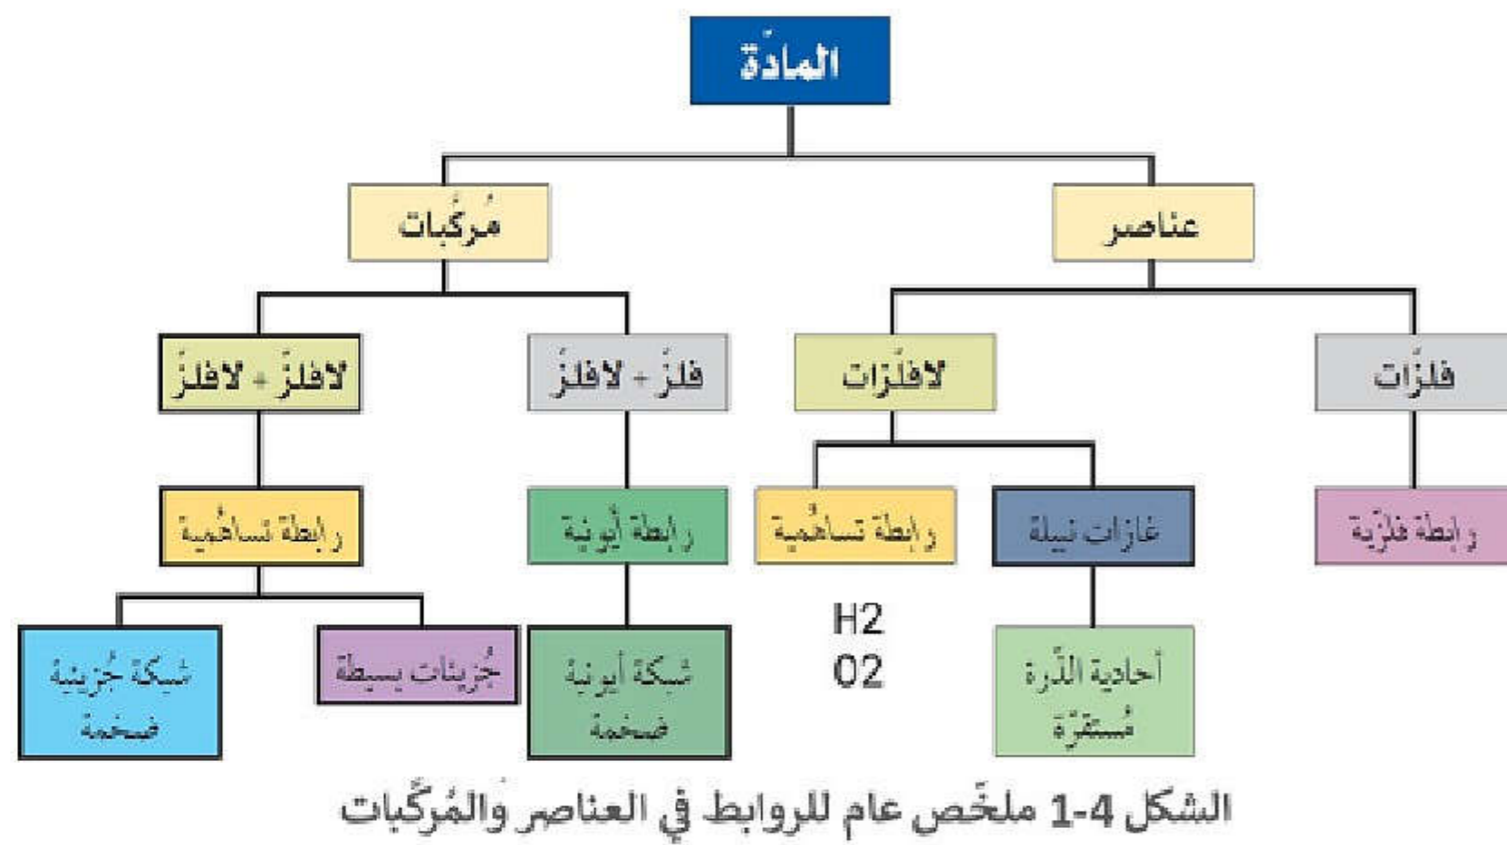 المادّة
عناصر
مُركَّبات
فلزّات
لافلّزات
فلزّ + لافلزّ
لافلزّ + لافلزّ
رابطة فلزّية
غازات نبيلة
رابطة تساهُمية
رابطة أيونية
رابطة تساهُمية
H2
O2
أحادية الذّرة
مُستقرّة
شبكة أيونية
ضخمة
جُزيئات بسيطة
شبكة جُزيئية
ضخمة
الشكل 4-1 ملخَّص عام للروابط في العناصر والمُركَّبات